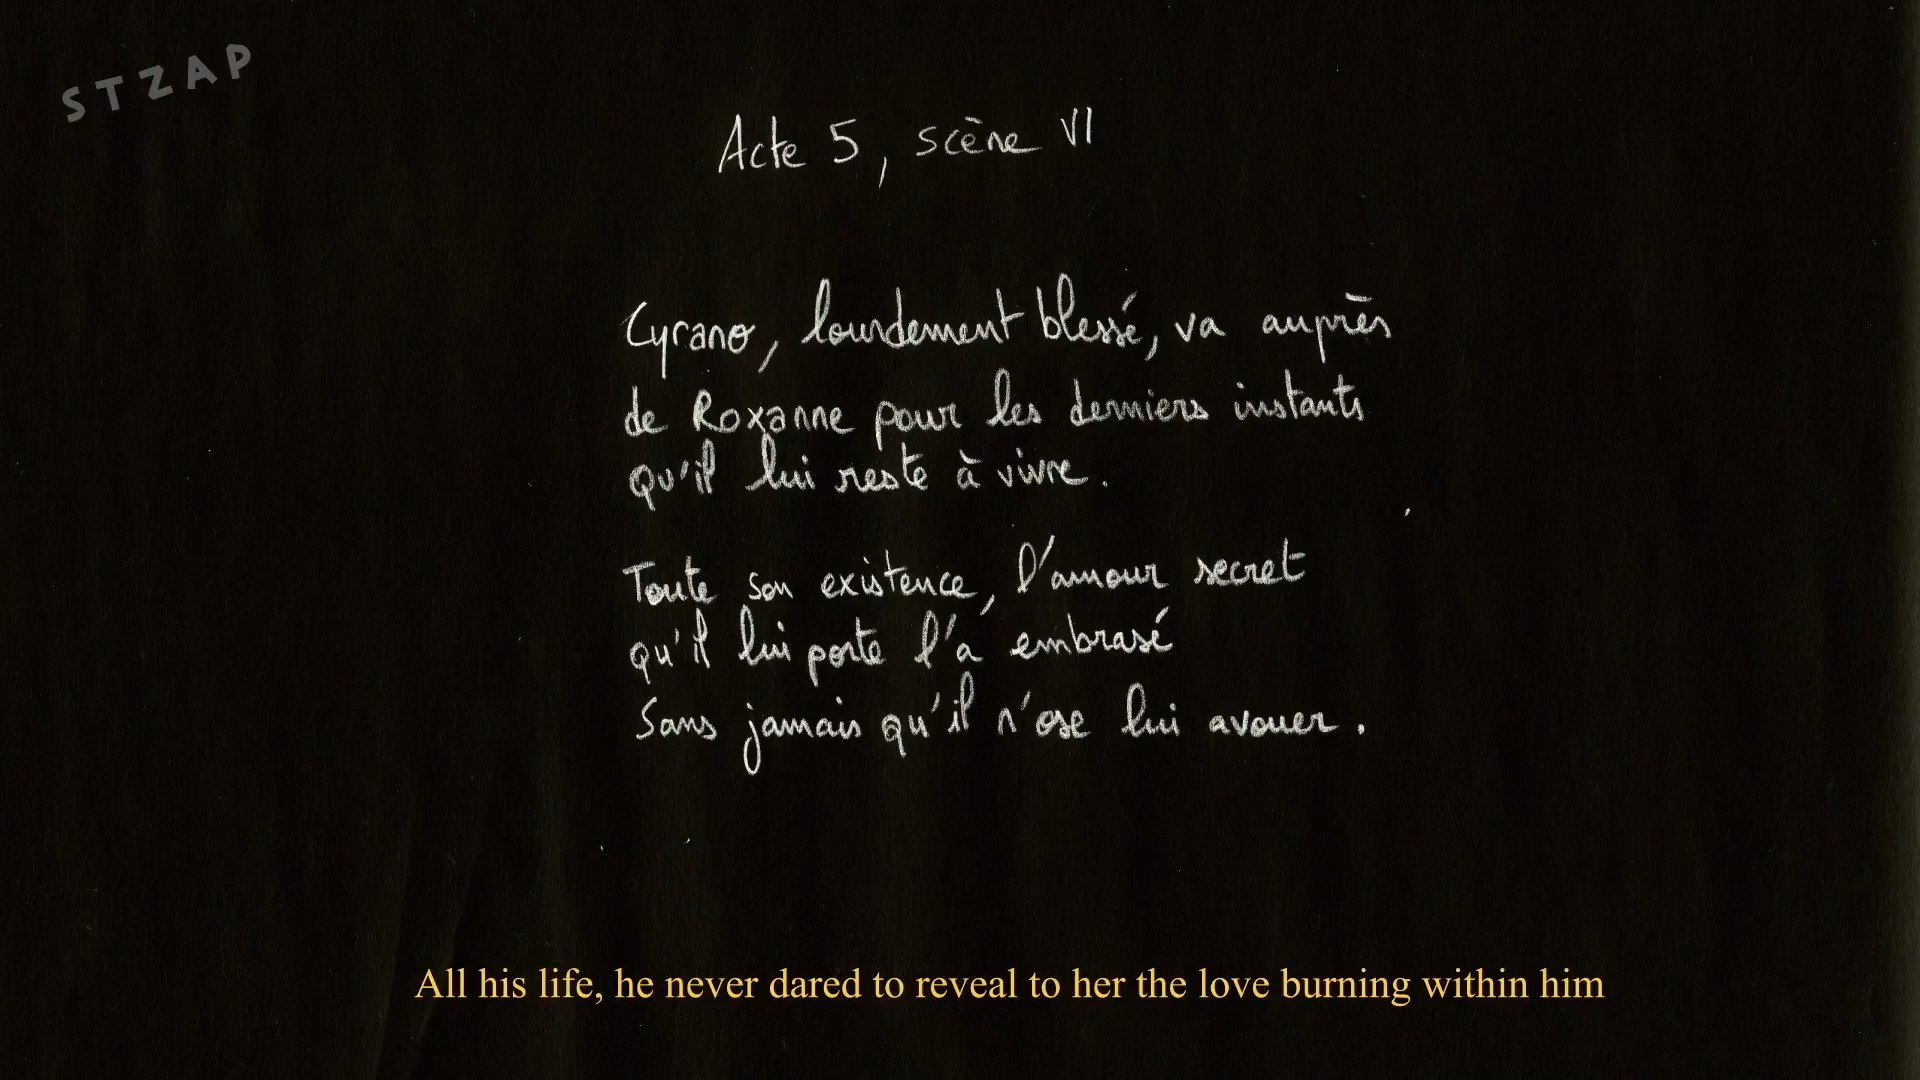 STZAP
Acte 5, scène VI
Cyrano, lourdement blessé, va auprès
de Roxanne pour les derniers instants
qu'il lui reste à vivre.
Toute son existence, l'amour secret
qu'il lui porte l'a embrasé
Sans jamais qu'il n'ose lui avouer.
All his life, he never dared to reveal to her the love burning within him